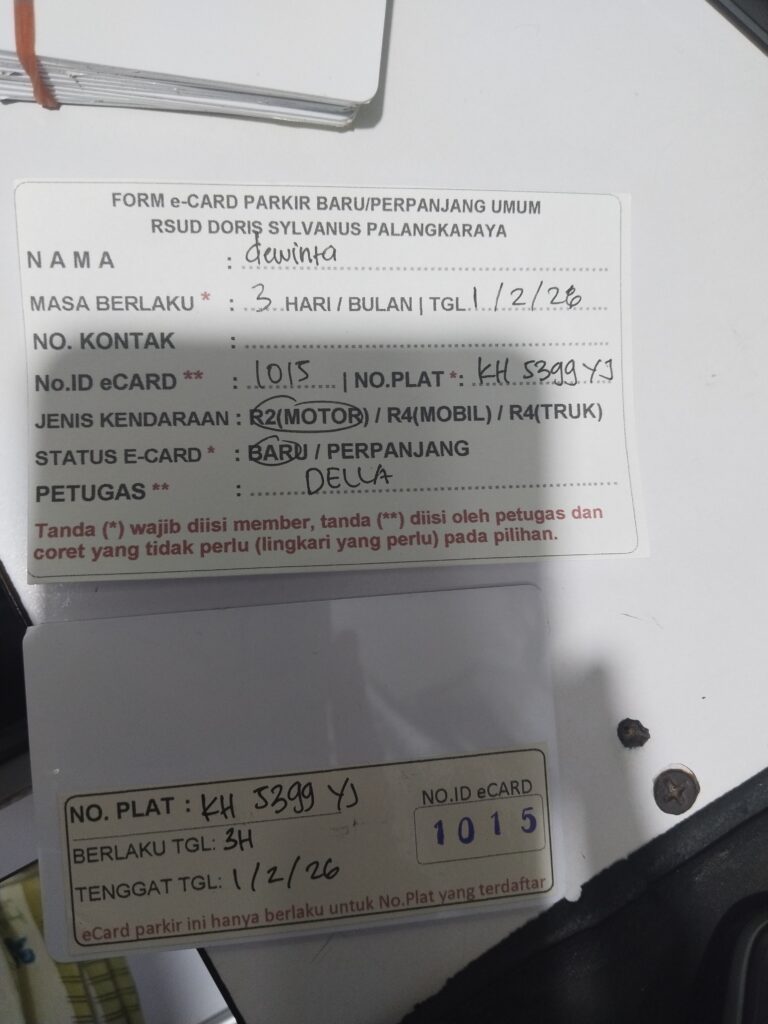 FORM e-CARD PARKIR BARU/PERPANJANG UMUM
RSUD DORIS SYLVANUS PALANGKARAYA
NAMA : dewinta
MASA BERLAKU * : 3 HARI / BULAN | TGL 1/2/26
NO. KONTAK :
No.ID eCARD ** : 1015 | NO.PLAT *: KH 5399 YJ
JENIS KENDARAAN : R2(MOTOR) / R4(MOBIL) / R4(TRUK)
STATUS E-CARD * : BARU / PERPANJANG
PETUGAS ** : DELLA
Tanda (*) wajib diisi member, tanda (**) diisi oleh petugas dan
coret yang tidak perlu (lingkari yang perlu) pada pilihan.
NO. PLAT : KH 5399 YJ
BERLAKU TGL: 3H
TENGGAT TGL: 1/2/26
NO.ID eCARD
1015
eCard parkir ini hanya berlaku untuk No.Plat yang terdaftar